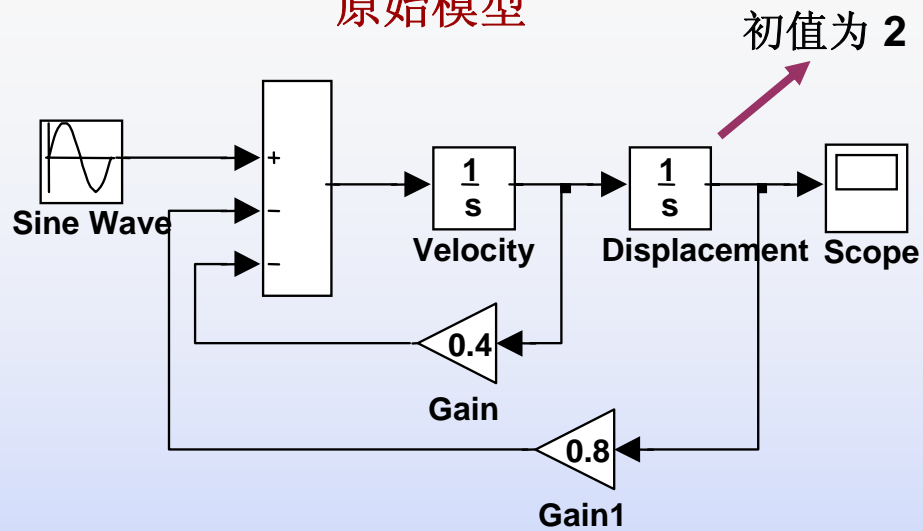 原始模型
初值为 2
+
−
−
Sine Wave
1
s
Velocity
1
s
Displacement
Scope
0.4
Gain
0.8
Gain1